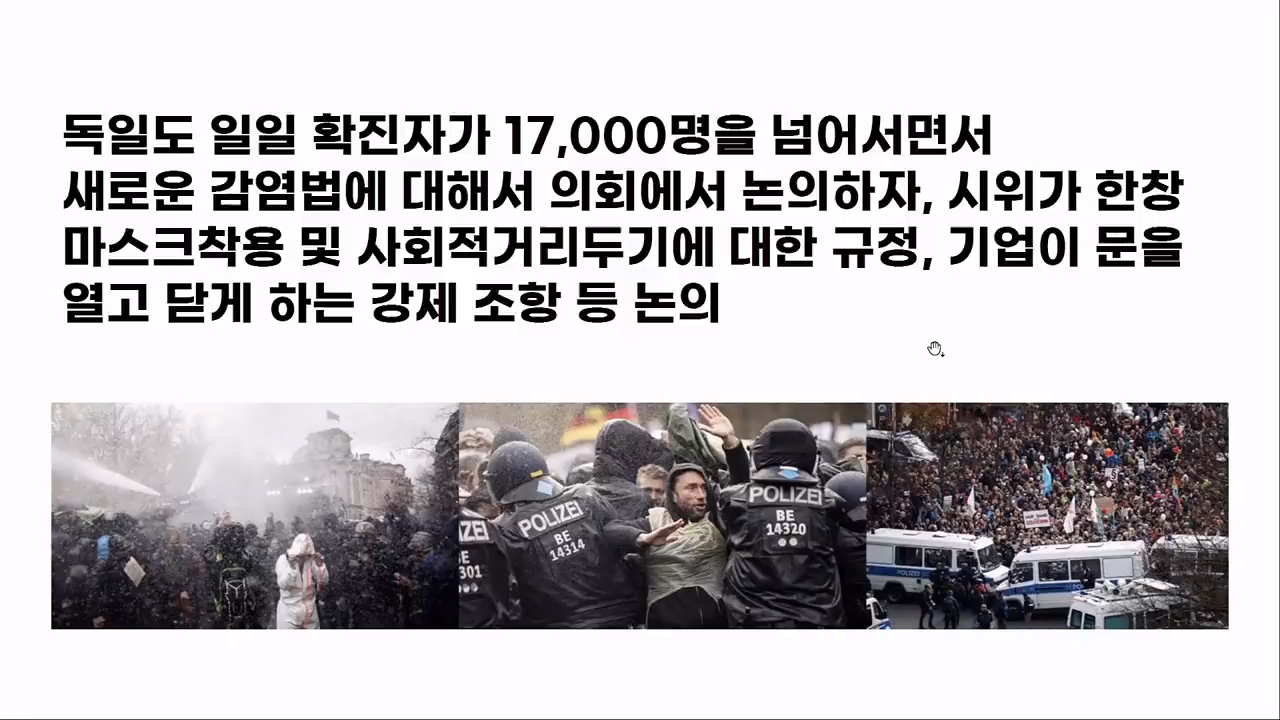 독일도 일일 확진자가 17,000명을 넘어서면서
새로운 감염법에 대해서 의회에서 논의하자, 시위가 한창
마스크착용 및 사회적거리두기에 대한 규정, 기업이 문을
열고 닫게 하는 강제 조항 등 논의
POLIZEI
BE
14314
POLIZEI
BE
14320
ZEI
301
POLIZEI